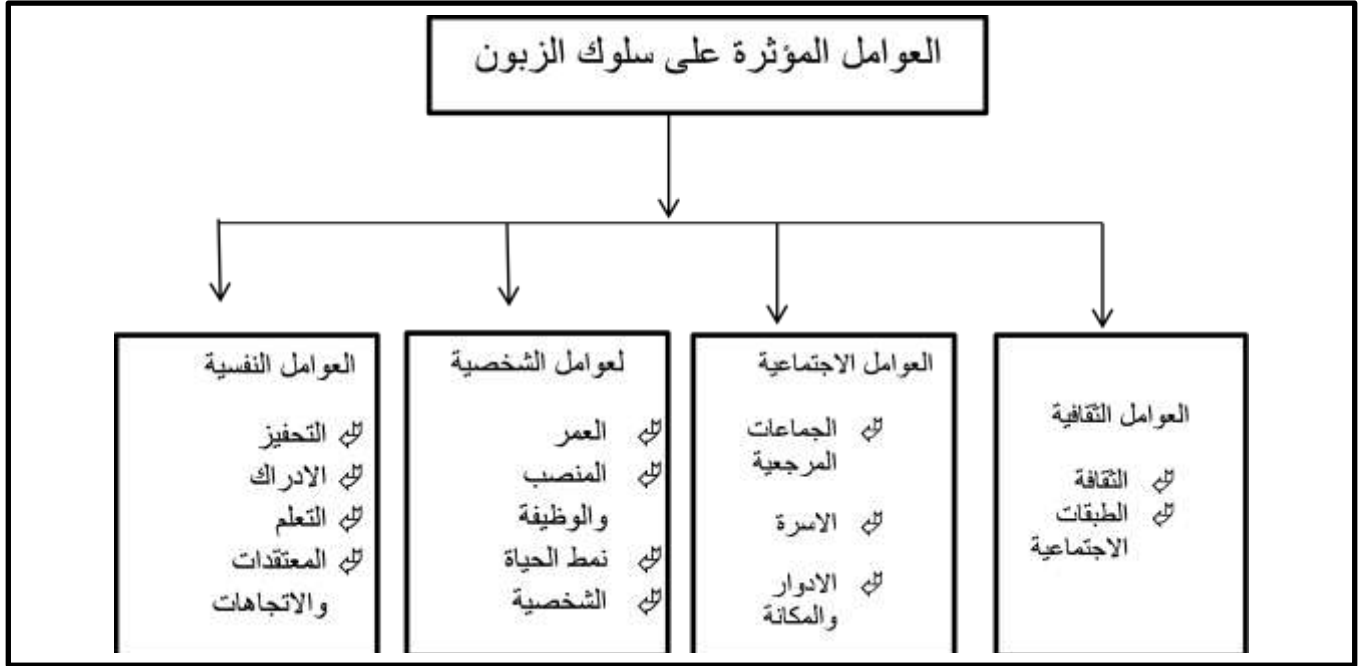 العوامل المؤثرة على سلوك الزبون
العوامل الثقافية
الثقافة
الطبقات
الاجتماعية
العوامل الاجتماعية
الجماعات
المرجعية
الاسرة
الادوار
والمكانة
لعوامل الشخصية
العمر
المنصب
والوظيفة
نمط الحياة
الشخصية
العوامل النفسية
التحفيز
الادراك
التعلم
المعتقدات
والاتجاهات